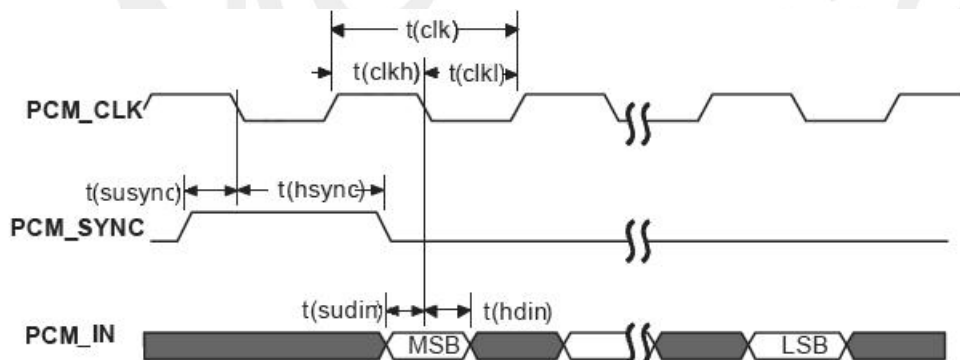 t(clk)
t(clkh) t(clkl)
PCM_CLK
t(susync) t(hsync)
PCM_SYNC
t(sudin) t(hdin)
PCM_IN MSB LSB